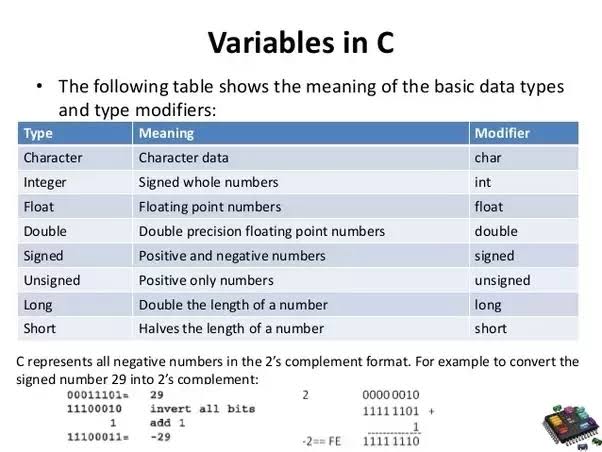 Variables in C
• The following table shows the meaning of the basic data types
and type modifiers:
Type Meaning Modifier
Character Character data char
Integer Signed whole numbers int
Float Floating point numbers float
Double Double precision floating point numbers double
Signed Positive and negative numbers signed
Unsigned Positive only numbers unsigned
Long Double the length of a number long
Short Halves the length of a number short
C represents all negative numbers in the 2's complement format. For example to convert the
signed number 29 into 2's complement:
00011101= 29
11100010 invert all bits
1 add 1
11100011= -29
2 0000 0010
1111 1101 +
1
-2== FE 1111 1110